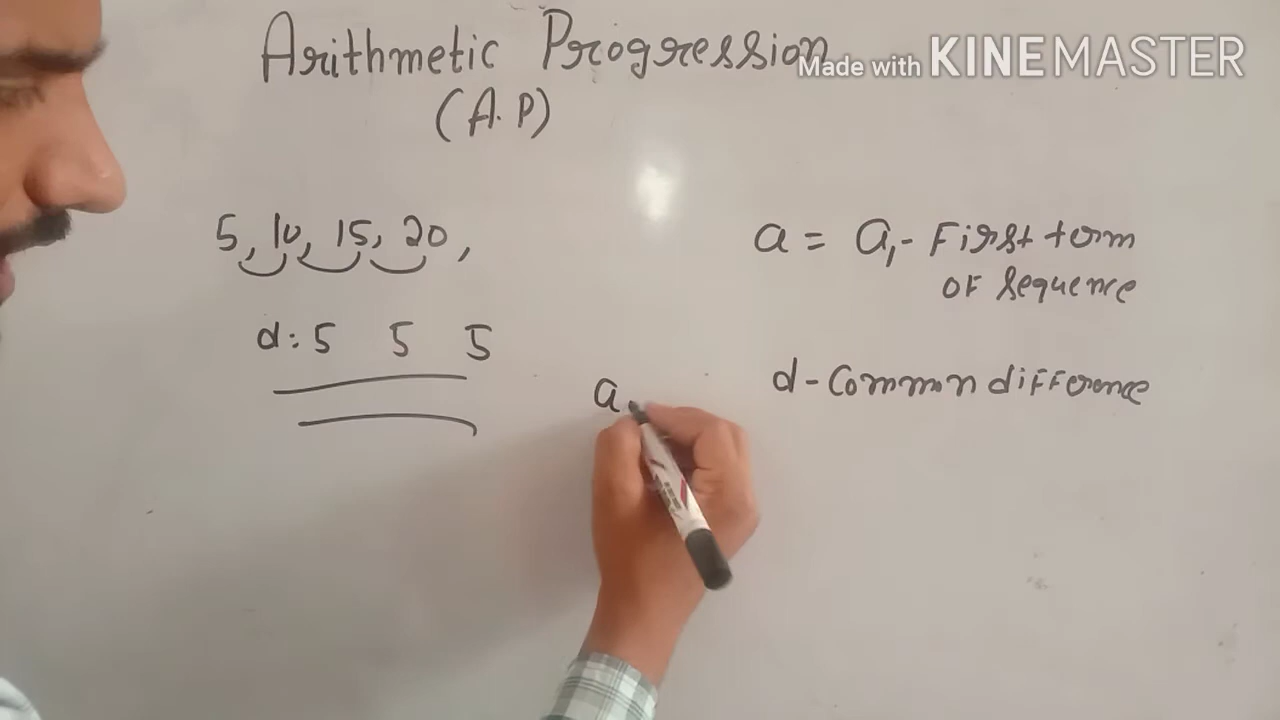 Arithmetic Progression
Made with KINEMASTER
(A.P)
5, 10, 15, 20,
d: 5 5 5
a = a₁ - First term
of sequence
d - Common difference
a